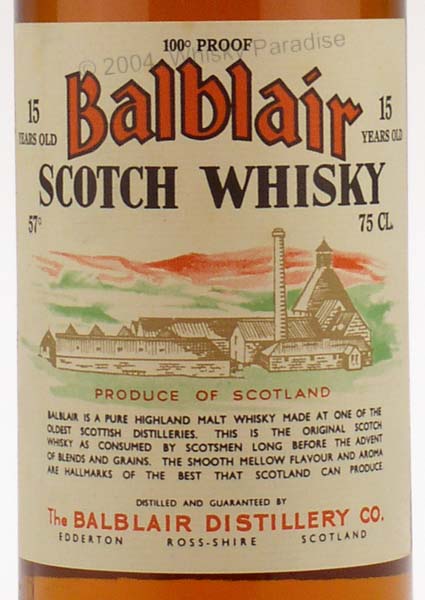 100° PROOF
© 2004, Whisky Paradise
Balblair
15 YEARS OLD
15 YEARS OLD
SCOTCH WHISKY
57° 75 CL.
PRODUCE OF SCOTLAND
BALBLAIR IS A PURE HIGHLAND MALT WHISKY MADE AT ONE OF THE
OLDEST SCOTTISH DISTILLERIES. THIS IS THE ORIGINAL SCOTCH
WHISKY AS CONSUMED BY SCOTSMEN LONG BEFORE THE ADVENT
OF BLENDS AND GRAINS. THE SMOOTH MELLOW FLAVOUR AND AROMA
ARE HALLMARKS OF THE BEST THAT SCOTLAND CAN PRODUCE
DISTILLED AND GUARANTEED BY
The BALBLAIR DISTILLERY CO.
EDDERTON ROSS-SHIRE SCOTLAND